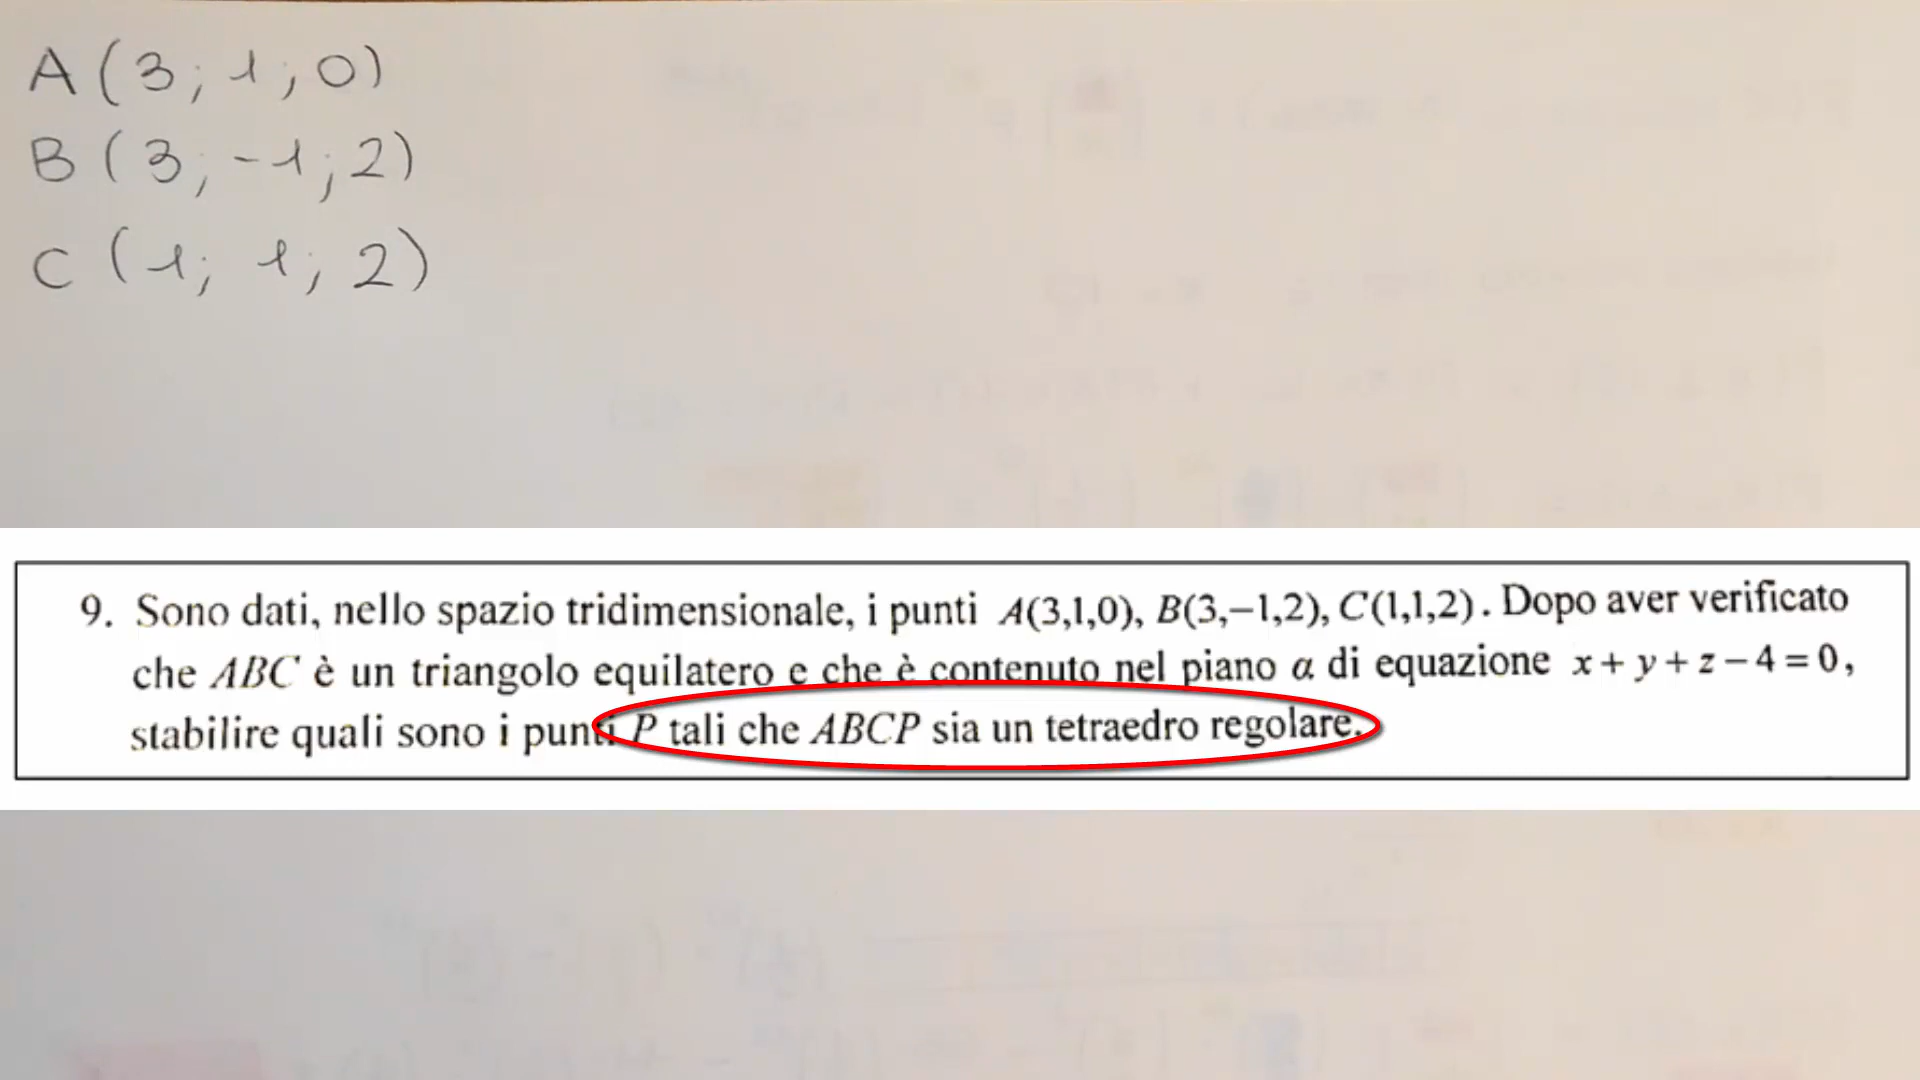 A (3; 1; 0)
B (3; -1; 2)
C (1; 1; 2)
9. Sono dati, nello spazio tridimensionale, i punti A(3,1,0), B(3,−1,2), C(1,1,2). Dopo aver verificato
che ABC è un triangolo equilatero e che è contenuto nel piano α di equazione x + y + z − 4 = 0,
stabilire quali sono i punti P tali che ABCP sia un tetraedro regolare.